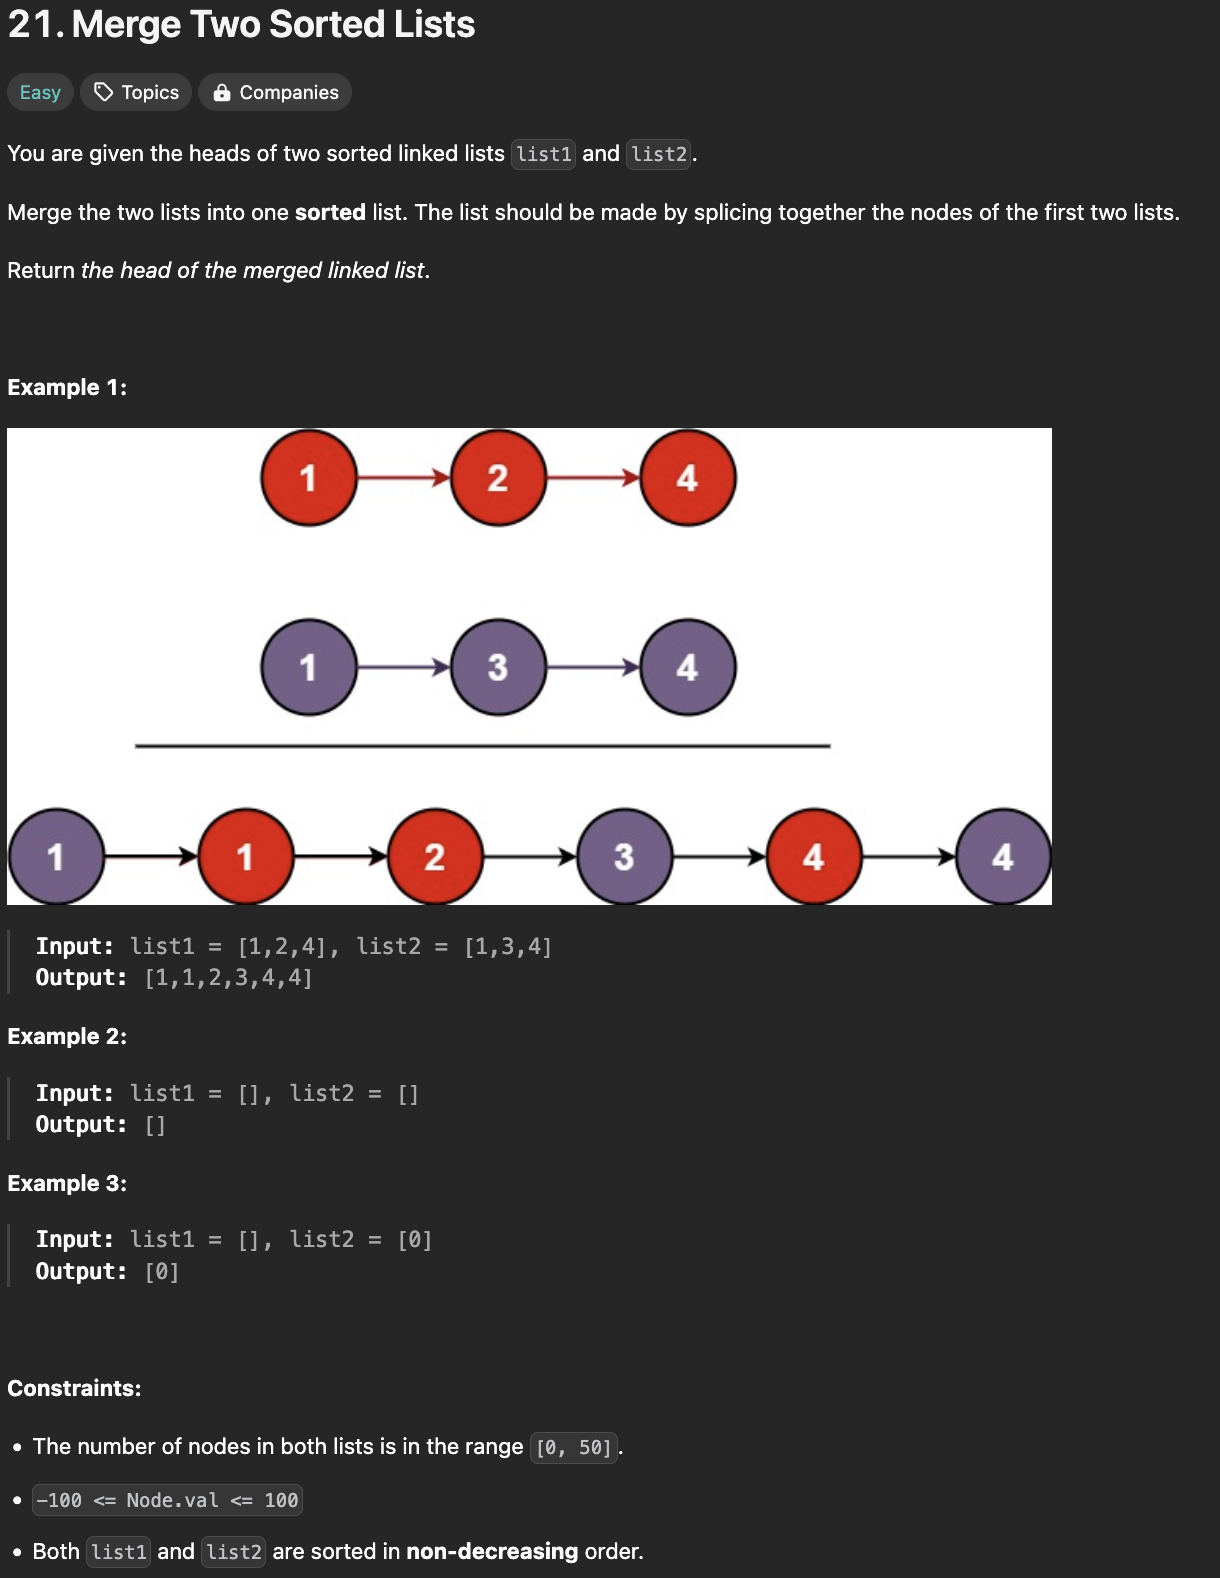 21. Merge Two Sorted Lists
Easy Topics Companies
You are given the heads of two sorted linked lists list1 and list2.
Merge the two lists into one sorted list. The list should be made by splicing together the nodes of the first two lists.
Return the head of the merged linked list.
Example 1:
1 2 4
1 3 4
1 1 2 3 4 4
Input: list1 = [1,2,4], list2 = [1,3,4]
Output: [1,1,2,3,4,4]
Example 2:
Input: list1 = [], list2 = []
Output: []
Example 3:
Input: list1 = [], list2 = [0]
Output: [0]
Constraints:
• The number of nodes in both lists is in the range [0, 50].
• -100 <= Node.val <= 100
• Both list1 and list2 are sorted in non-decreasing order.